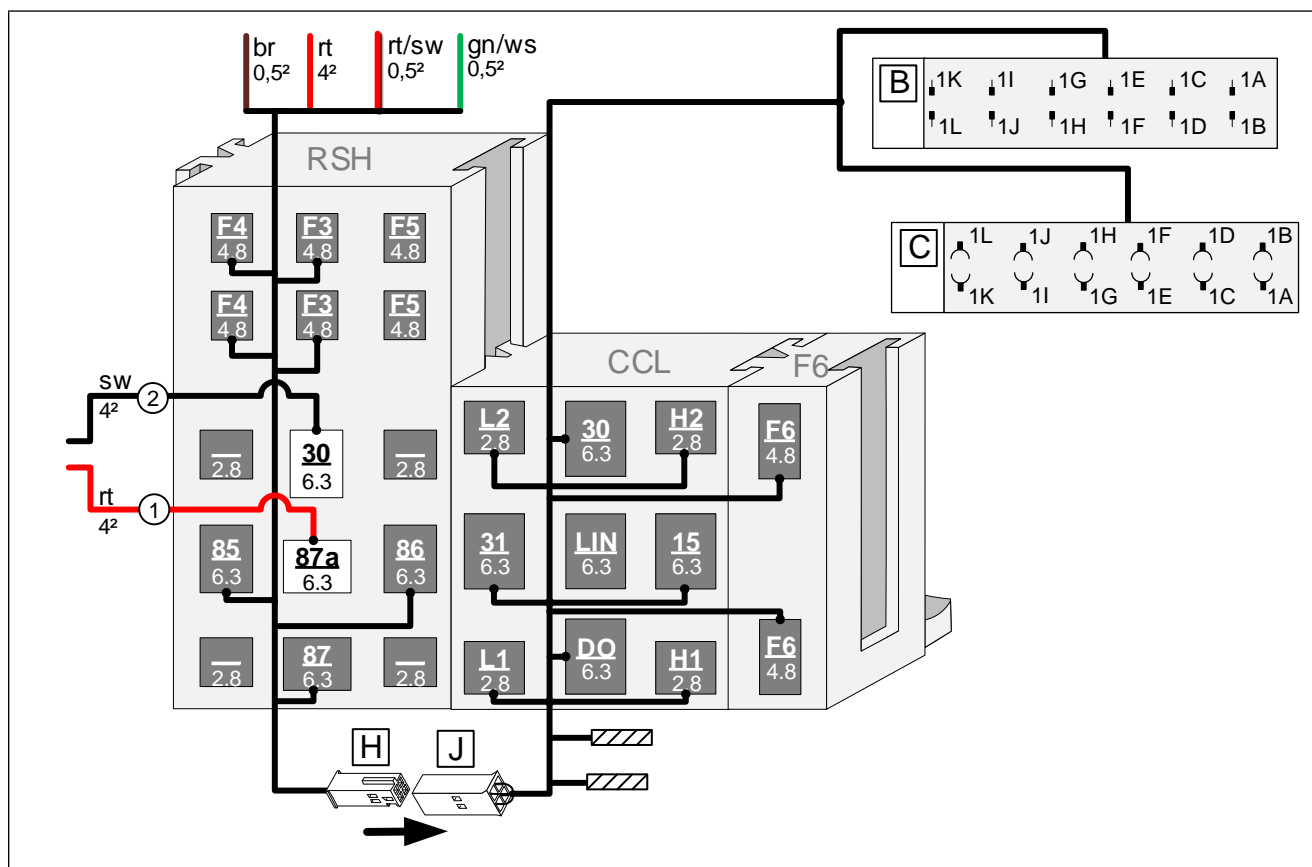 br
0,5²
rt
4²
rt/sw
0,5²
gn/ws
0,5²
B
1K 1I 1G 1E 1C 1A
1L 1J 1H 1F 1D 1B
RSH
C
1L 1J 1H 1F 1D 1B
1K 1I 1G 1E 1C 1A
F4 F3 F5
4.8 4.8 4.8
F4 F3 F5
4.8 4.8 4.8
CCL F6
sw
4²
2
30
2.8 6.3 2.8
L2 30 H2 F6
2.8 6.3 2.8 4.8
rt
4²
1
85 87a 86
6.3 6.3 6.3
31 LIN 15
6.3 6.3 6.3
87
2.8 6.3 2.8
L1 DO H1 F6
2.8 6.3 2.8 4.8
H J